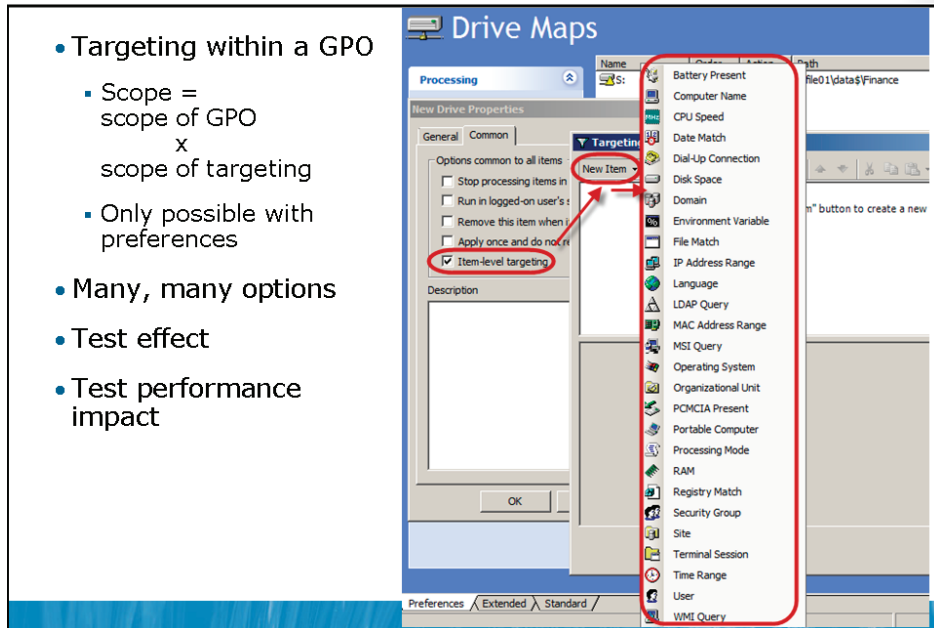 • Targeting within a GPO
▪ Scope =
scope of GPO
x
scope of targeting
▪ Only possible with
preferences
• Many, many options
• Test effect
• Test performance
impact
Drive Maps
Processing
Name Order Action Path
S: file01\data$\Finance
New Drive Properties
General Common
Options common to all items
Stop processing items in
Run in logged-on user's
Remove this item when
Apply once and do not
Item-level targeting
Description
OK
Targeting
New Item
" button to create a new
Battery Present
Computer Name
CPU Speed
Date Match
Dial-Up Connection
Disk Space
Domain
Environment Variable
File Match
IP Address Range
Language
LDAP Query
MAC Address Range
MSI Query
Operating System
Organizational Unit
PCMCIA Present
Portable Computer
Processing Mode
RAM
Registry Match
Security Group
Site
Terminal Session
Time Range
User
WMI Query
Preferences Extended Standard